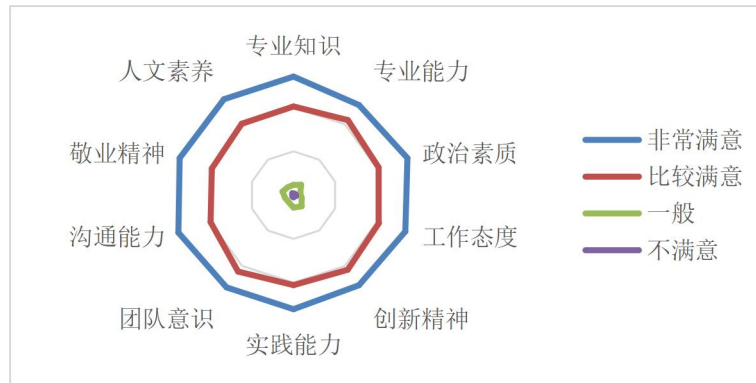 专业知识
专业能力
政治素质
工作态度
创新精神
实践能力
团队意识
沟通能力
敬业精神
人文素养
非常满意
比较满意
一般
不满意